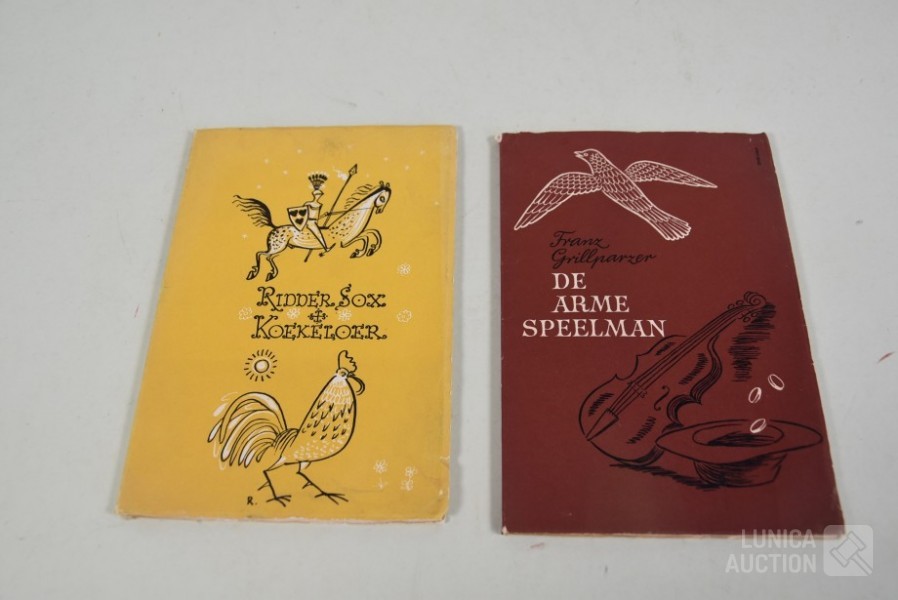 RIDDER SOX
KOEKELOER
R.
Franz
Grillparzer
DE
ARME
SPEELMAN
LUNICA
AUCTION